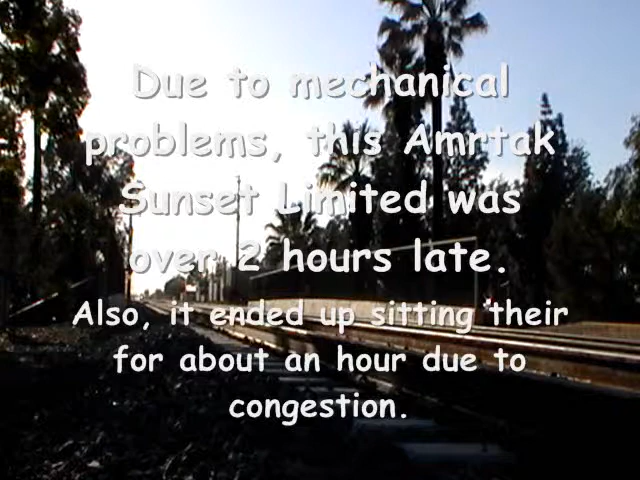 Due to mechanical
problems, this Amrtak
Sunset Limited was
over 2 hours late.
Also, it ended up sitting their
for about an hour due to
congestion.